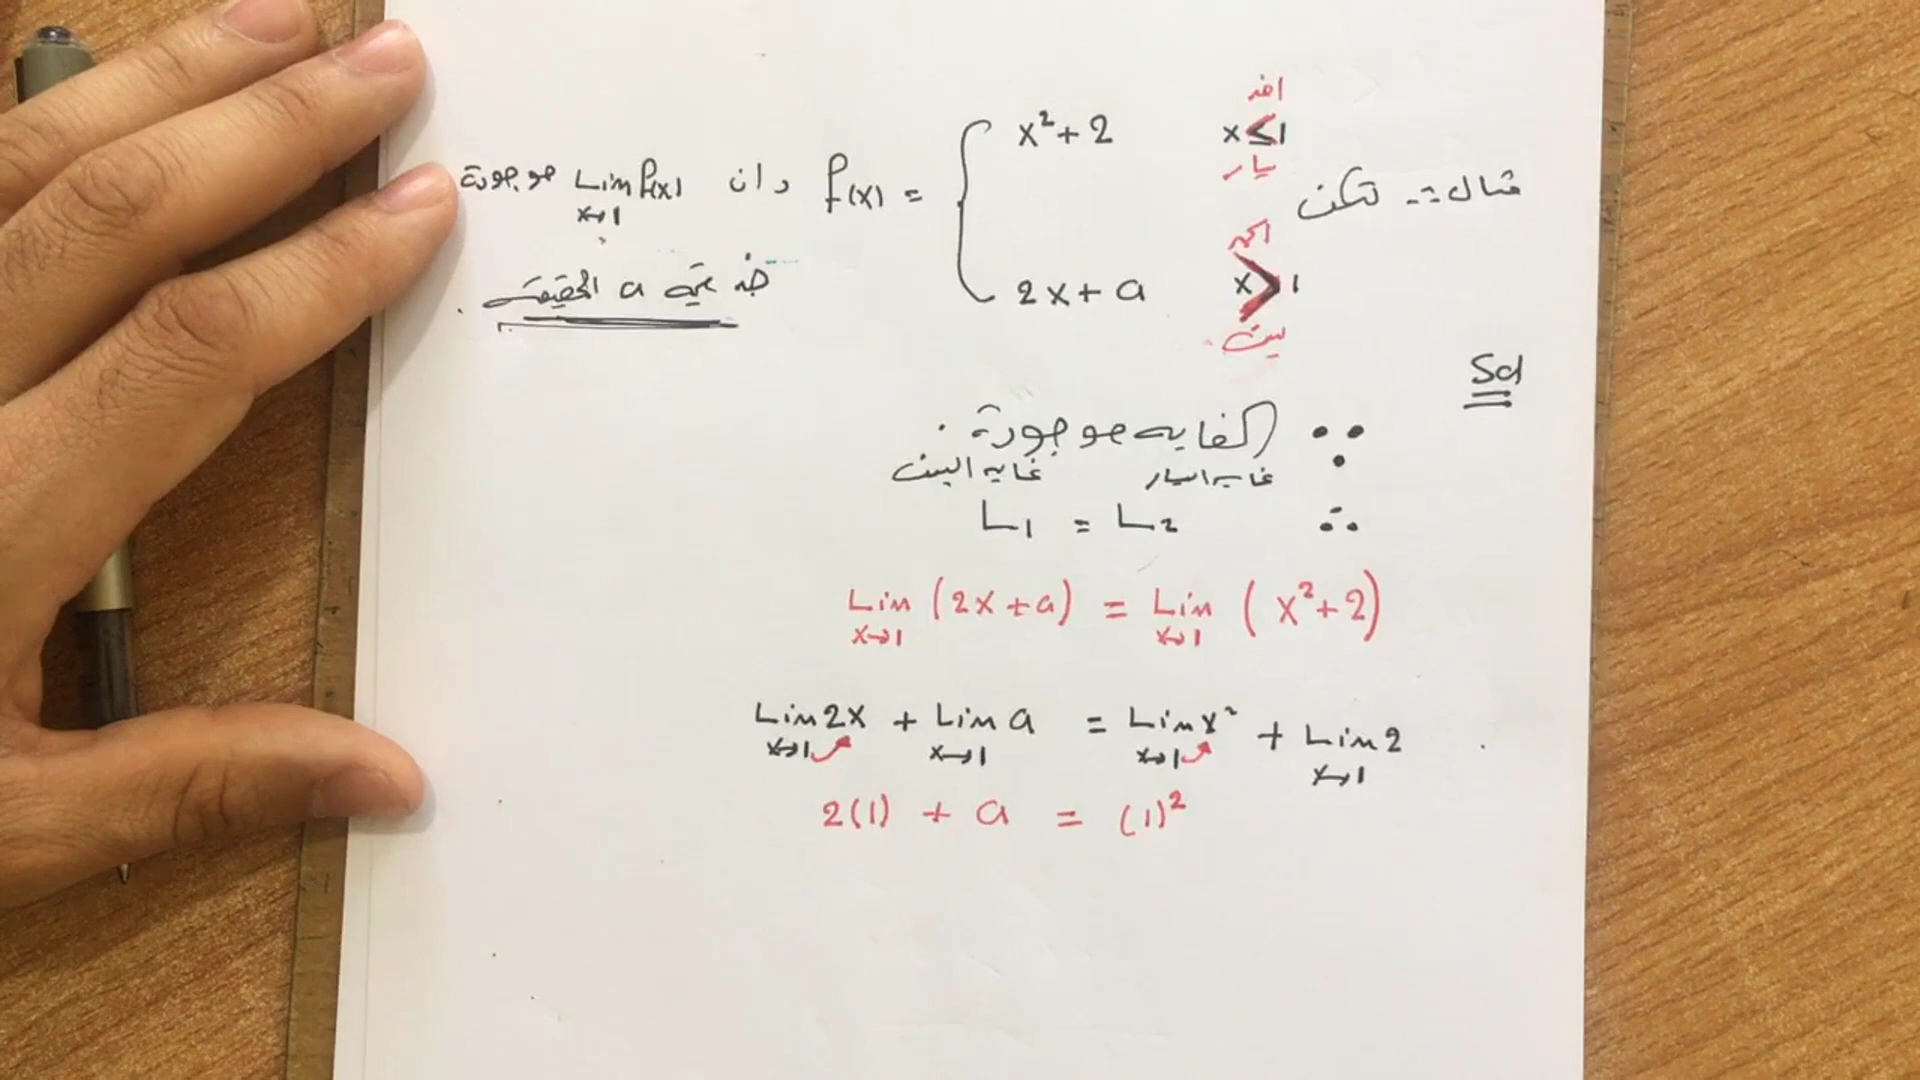 مثال :- لتكن f(x) = { x²+2 x≤1
اصغر
يسار
2x+a x>1
اكبر
يمين
وان Lim f(x) موجودة
x→1
جد قيمة a الحقيقية
Sol
∵ الغاية موجودة
غاية اليسار غاية اليمين
∴ L1 = L2
Lim (2x+a) = Lim (x²+2)
x→1 x→1
Lim 2x + Lim a = Lim x² + Lim 2
x→1 x→1 x→1 x→1
2(1) + a = (1)²